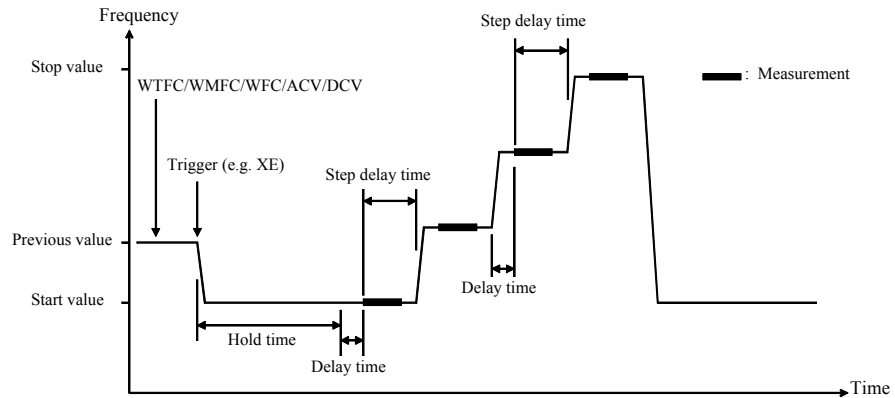 Frequency
Step delay time
Stop value
WTFC/WMFC/WFC/ACV/DCV
: Measurement
Trigger (e.g. XE)
Step delay time
Previous value
Delay time
Start value
Hold time
Delay time
Time